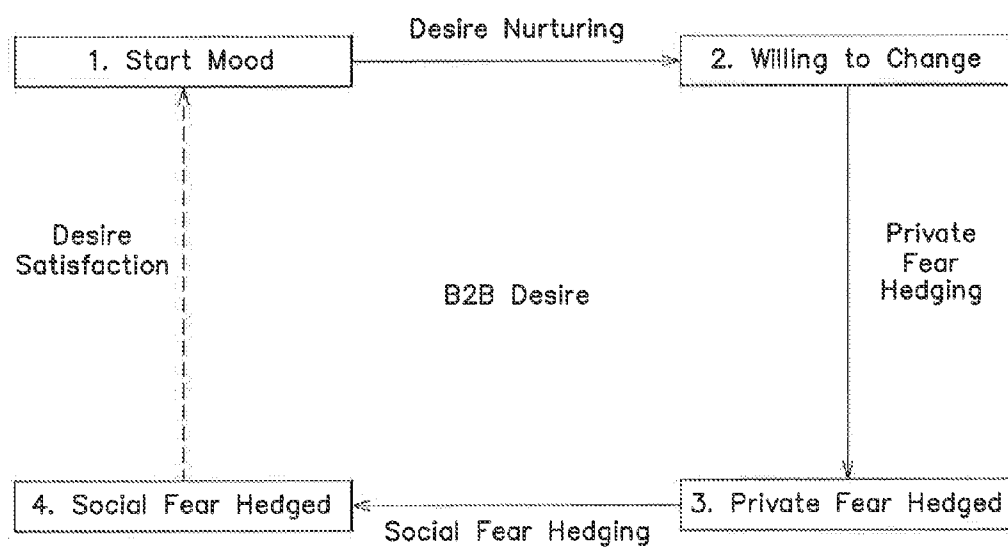 Desire Nurturing
1. Start Mood
2. Willing to Change
Desire
Satisfaction
Private
Fear
Hedging
B2B Desire
4. Social Fear Hedged
3. Private Fear Hedged
Social Fear Hedging